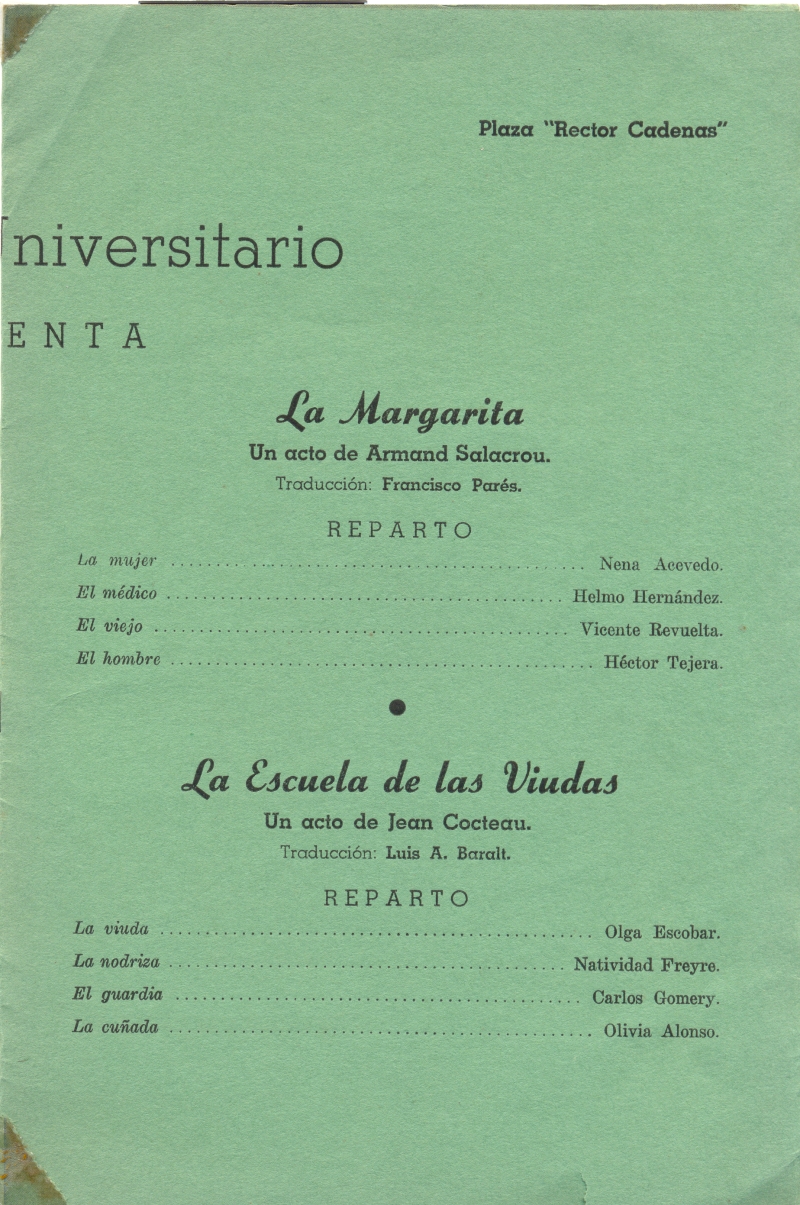 Plaza "Rector Cadenas"
Universitario
ENTA
La Margarita
Un acto de Armand Salacrou.
Traducción: Francisco Parés.
REPARTO
La mujer .......... Nena Acevedo.
El médico .......... Helmo Hernández.
El viejo .......... Vicente Revuelta.
El hombre .......... Héctor Tejera.
La Escuela de las Viudas
Un acto de Jean Cocteau.
Traducción: Luis A. Baralt.
REPARTO
La viuda .......... Olga Escobar.
La nodriza .......... Natividad Freyre.
El guardia .......... Carlos Gomery.
La cuñada .......... Olivia Alonso.